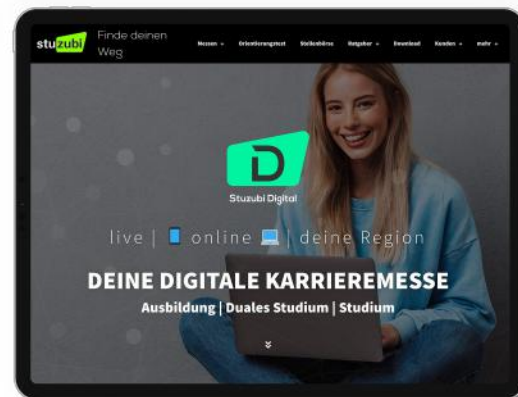 stuzubi
Finde deinen
Weg
Messen Orientierungstest Stellenbörse Ratgeber Download Kunden mehr
D
Stuzubi Digital
live | online | deine Region
DEINE DIGITALE KARRIEREMESSE
Ausbildung | Duales Studium | Studium